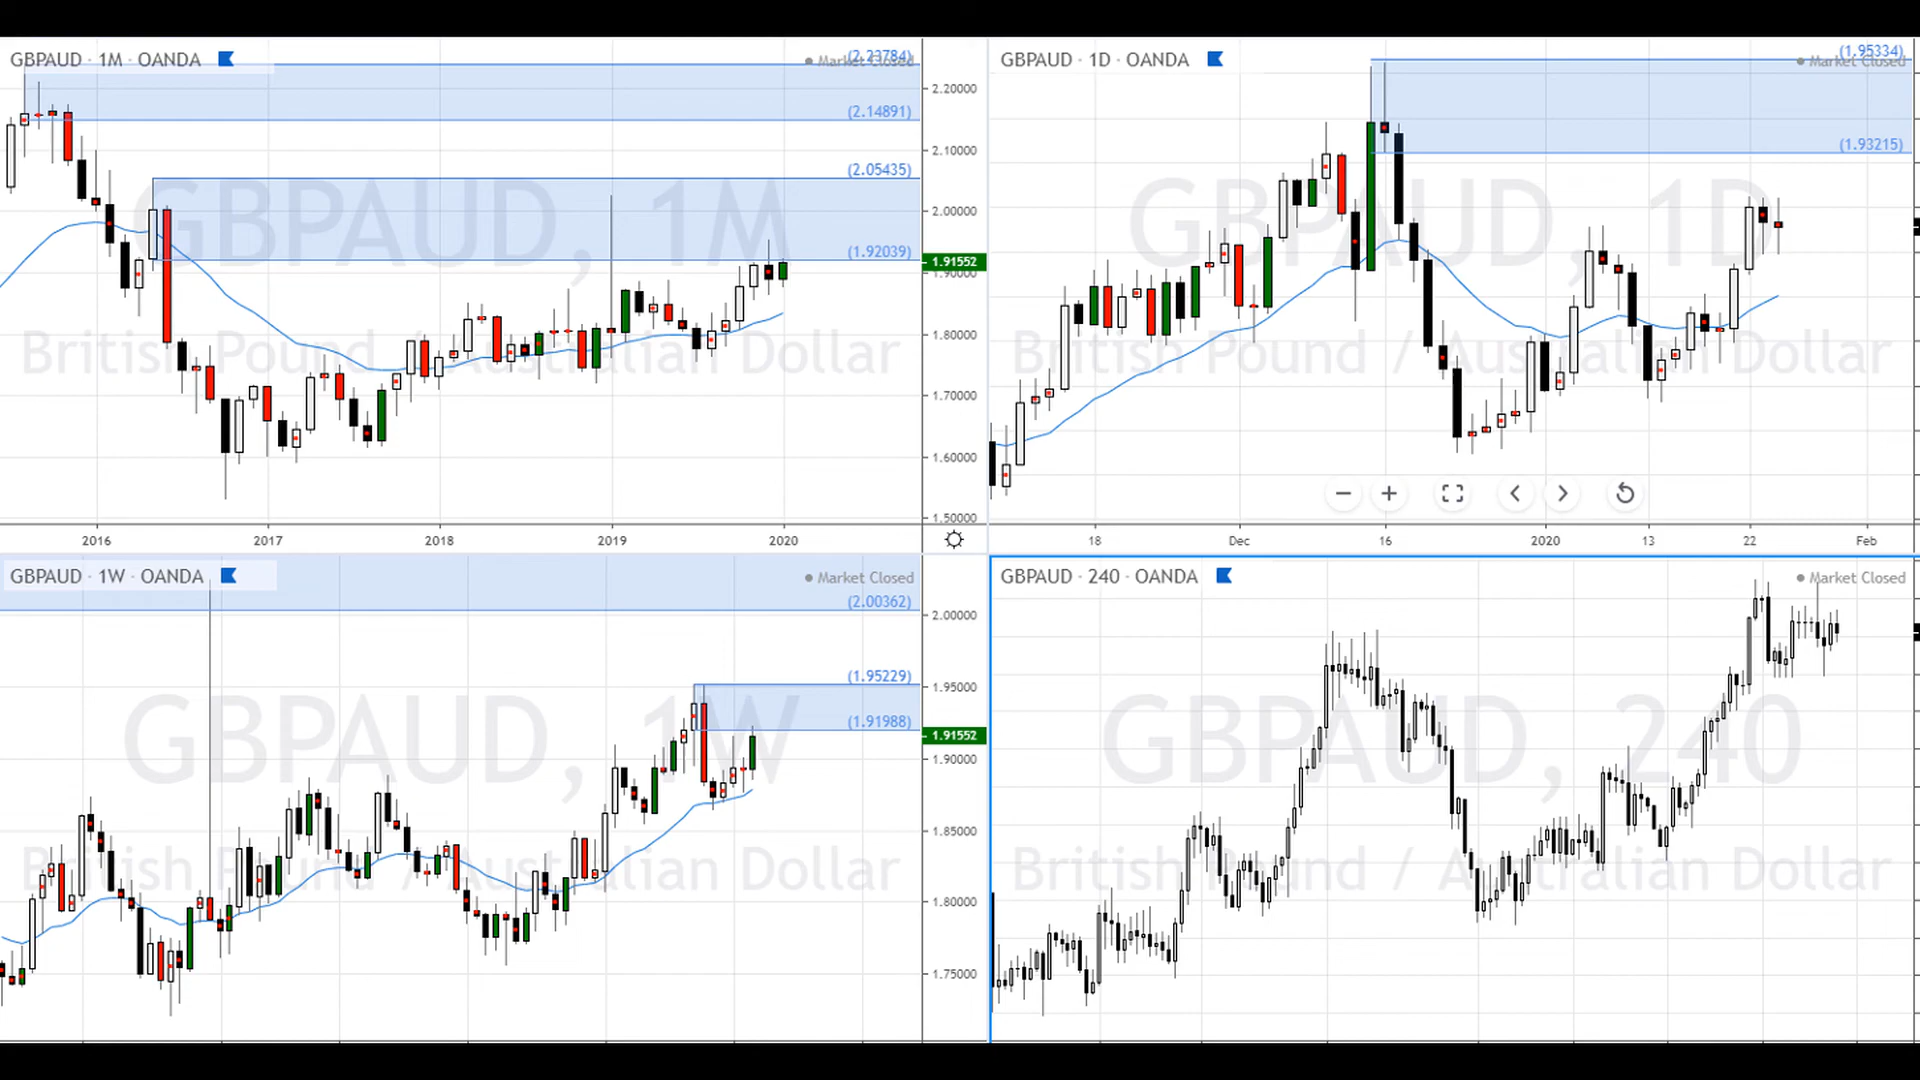 GBPAUD · 1M · OANDA
Market Closed
(2.23784)
(2.14891)
(2.05435)
(1.92039)
GBPAUD, 1M
British Pound / Australian Dollar
2.20000
2.10000
2.00000
1.91552
1.90000
1.80000
1.70000
1.60000
1.50000
2016 2017 2018 2019 2020
GBPAUD · 1D · OANDA
Market Closed
(1.95334)
(1.93215)
GBPAUD, 1D
British Pound / Australian Dollar
18 Dec 16 2020 13 22 Feb
GBPAUD · 1W · OANDA
Market Closed
(2.00362)
(1.95229)
(1.91988)
GBPAUD, 1W
British Pound / Australian Dollar
2.00000
1.95000
1.91552
1.90000
1.85000
1.80000
1.75000
GBPAUD · 240 · OANDA
Market Closed
GBPAUD, 240
British Pound / Australian Dollar